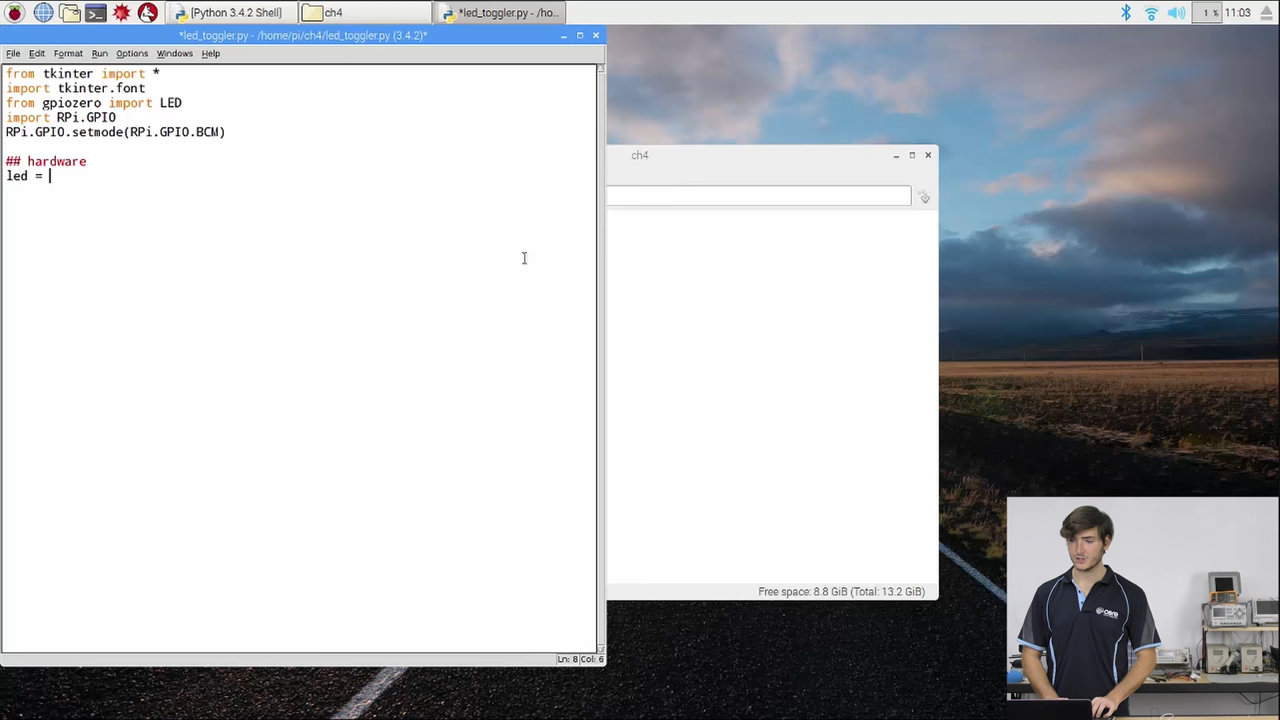 [Python 3.4.2 Shell]
ch4
*led_toggler.py - /ho...
1 %
11:03
*led_toggler.py - /home/pi/ch4/led_toggler.py (3.4.2)*
File Edit Format Run Options Windows Help
from tkinter import *
import tkinter.font
from gpiozero import LED
import RPi.GPIO
RPi.GPIO.setmode(RPi.GPIO.BCM)
## hardware
led =
Ln: 8 Col: 6
ch4
Free space: 8.8 GiB (Total: 13.2 GiB)
core